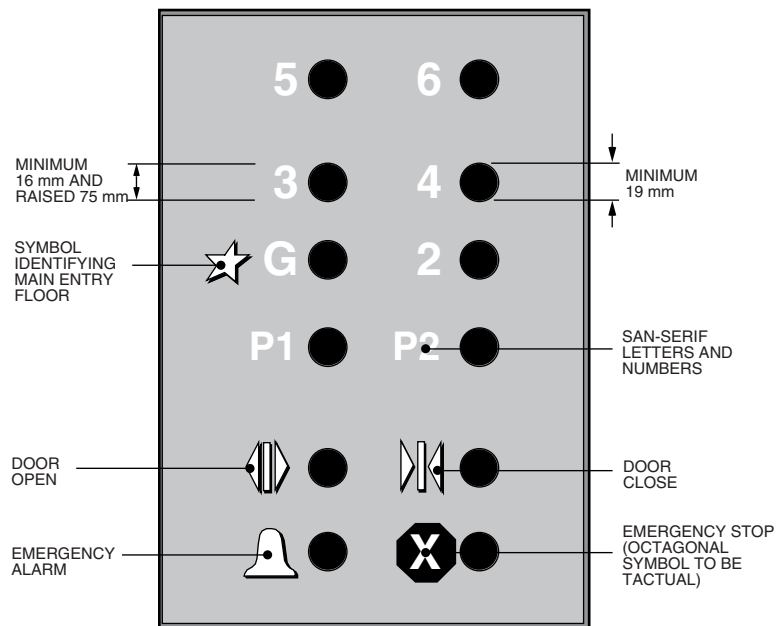 5 6
MINIMUM
16 mm AND
RAISED 75 mm
3 4
MINIMUM
19 mm
SYMBOL
IDENTIFYING
MAIN ENTRY
FLOOR
G 2
P1 P2
SAN-SERIF
LETTERS AND
NUMBERS
DOOR
OPEN
DOOR
CLOSE
EMERGENCY
ALARM
X
EMERGENCY STOP
(OCTAGONAL
SYMBOL TO BE
TACTUAL)